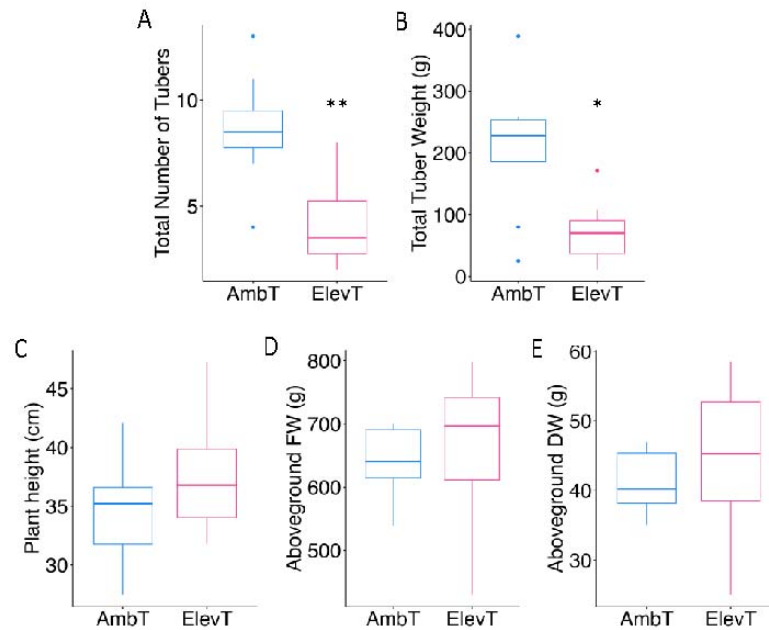 A
Total Number of Tubers
10
5
**
AmbT
ElevT
B
Total Tuber Weight (g)
400
300
200
100
0
*
AmbT
ElevT
C
Plant height (cm)
45
40
35
30
AmbT
ElevT
D
Aboveground FW (g)
800
700
600
500
AmbT
ElevT
E
Aboveground DW (g)
60
50
40
30
AmbT
ElevT